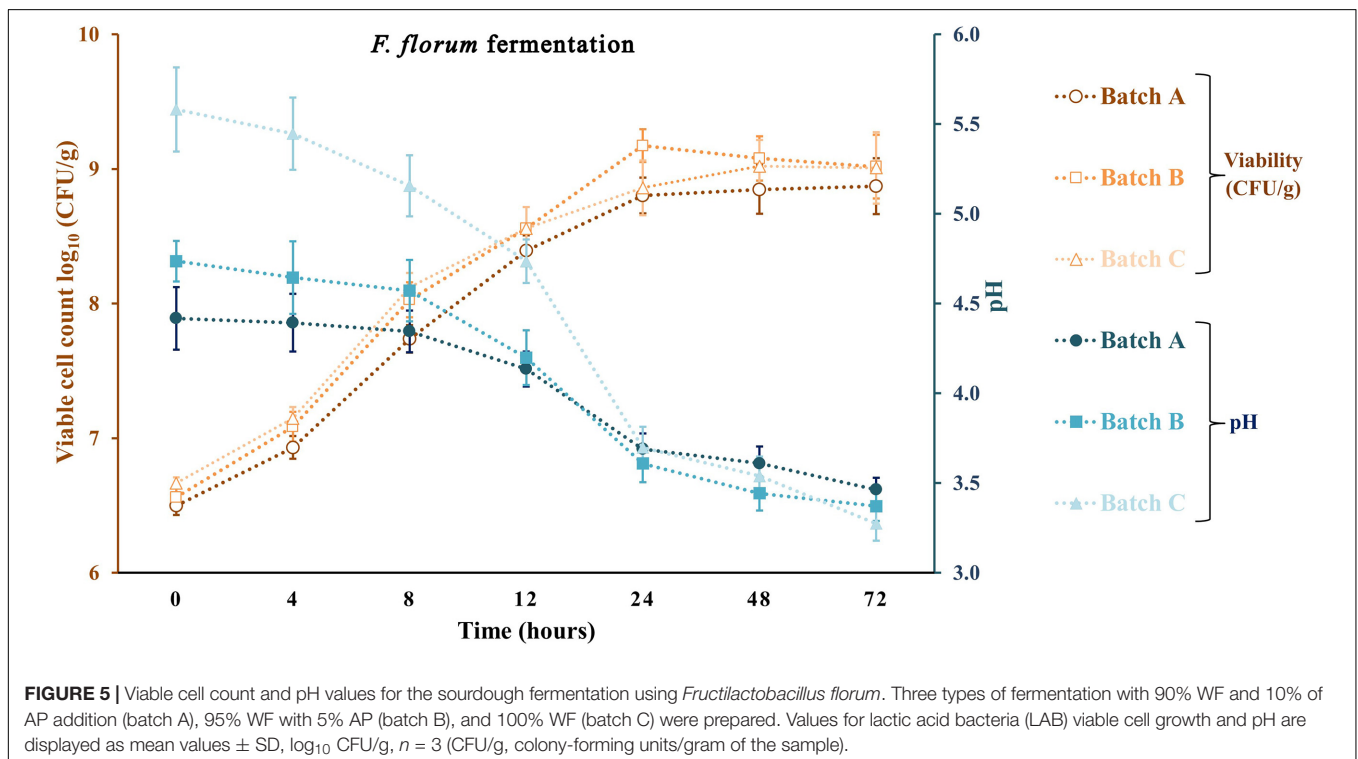 F. florum fermentation
Viable cell count log10 (CFU/g)
10
9
8
7
6
6.0
5.5
5.0
4.5
4.0
3.5
3.0
pH
0 4 8 12 24 48 72
Time (hours)
Batch A
Batch B
Batch C
Viability
(CFU/g)
Batch A
Batch B
Batch C
pH
FIGURE 5 | Viable cell count and pH values for the sourdough fermentation using Fructilactobacillus florum. Three types of fermentation with 90% WF and 10% of
AP addition (batch A), 95% WF with 5% AP (batch B), and 100% WF (batch C) were prepared. Values for lactic acid bacteria (LAB) viable cell growth and pH are
displayed as mean values ± SD, log10 CFU/g, n = 3 (CFU/g, colony-forming units/gram of the sample).